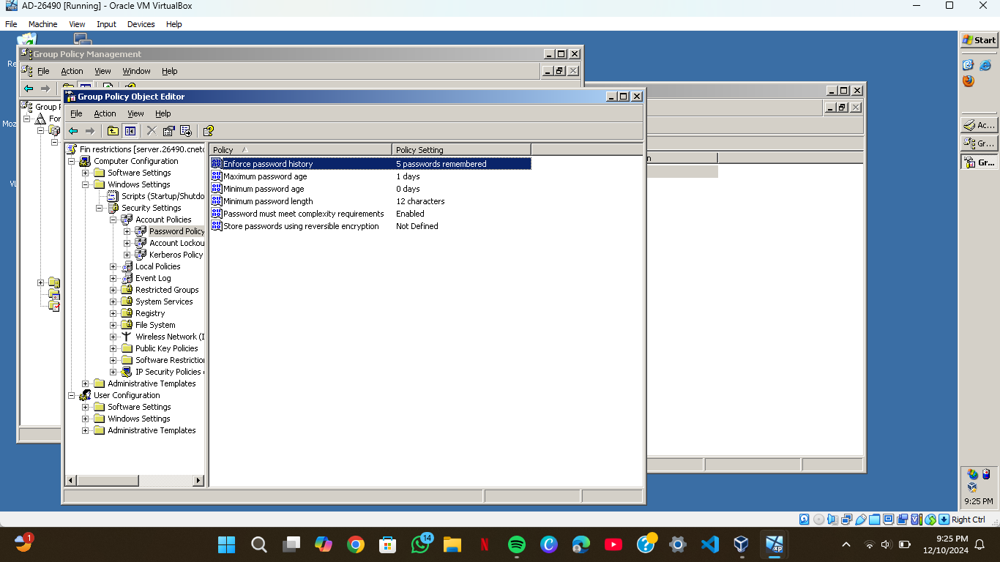 AD-26490 [Running] - Oracle VM VirtualBox
File Machine View Input Devices Help
Start
Group Policy Management
File Action View Window Help
Group Policy Object Editor
File Action View Help
Group P
For
Re
Moz
VL
Fin restrictions [server.26490.cneto
Computer Configuration
Software Settings
Windows Settings
Scripts (Startup/Shutdo
Security Settings
Account Policies
Password Policy
Account Lockou
Kerberos Policy
Local Policies
Event Log
Restricted Groups
System Services
Registry
File System
Wireless Network (I
Public Key Policies
Software Restriction
IP Security Policies
Administrative Templates
User Configuration
Software Settings
Windows Settings
Administrative Templates
Policy Policy Setting
Enforce password history 5 passwords remembered
Maximum password age 1 days
Minimum password age 0 days
Minimum password length 12 characters
Password must meet complexity requirements Enabled
Store passwords using reversible encryption Not Defined
n
Ac...
Gr...
Gr...
9:25 PM
Right Ctrl
1
14
XP
9:25 PM
12/10/2024